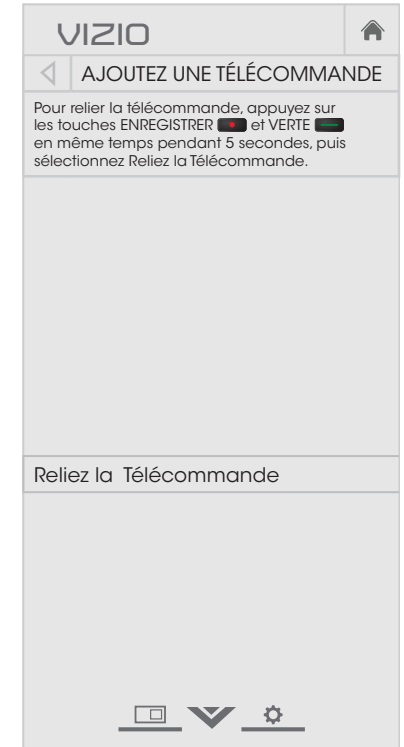 VIZIO
AJOUTEZ UNE TÉLÉCOMMANDE
Pour relier la télécommande, appuyez sur
les touches ENREGISTRER et VERTE
en même temps pendant 5 secondes, puis
sélectionnez Reliez la Télécommande.
Reliez la Télécommande